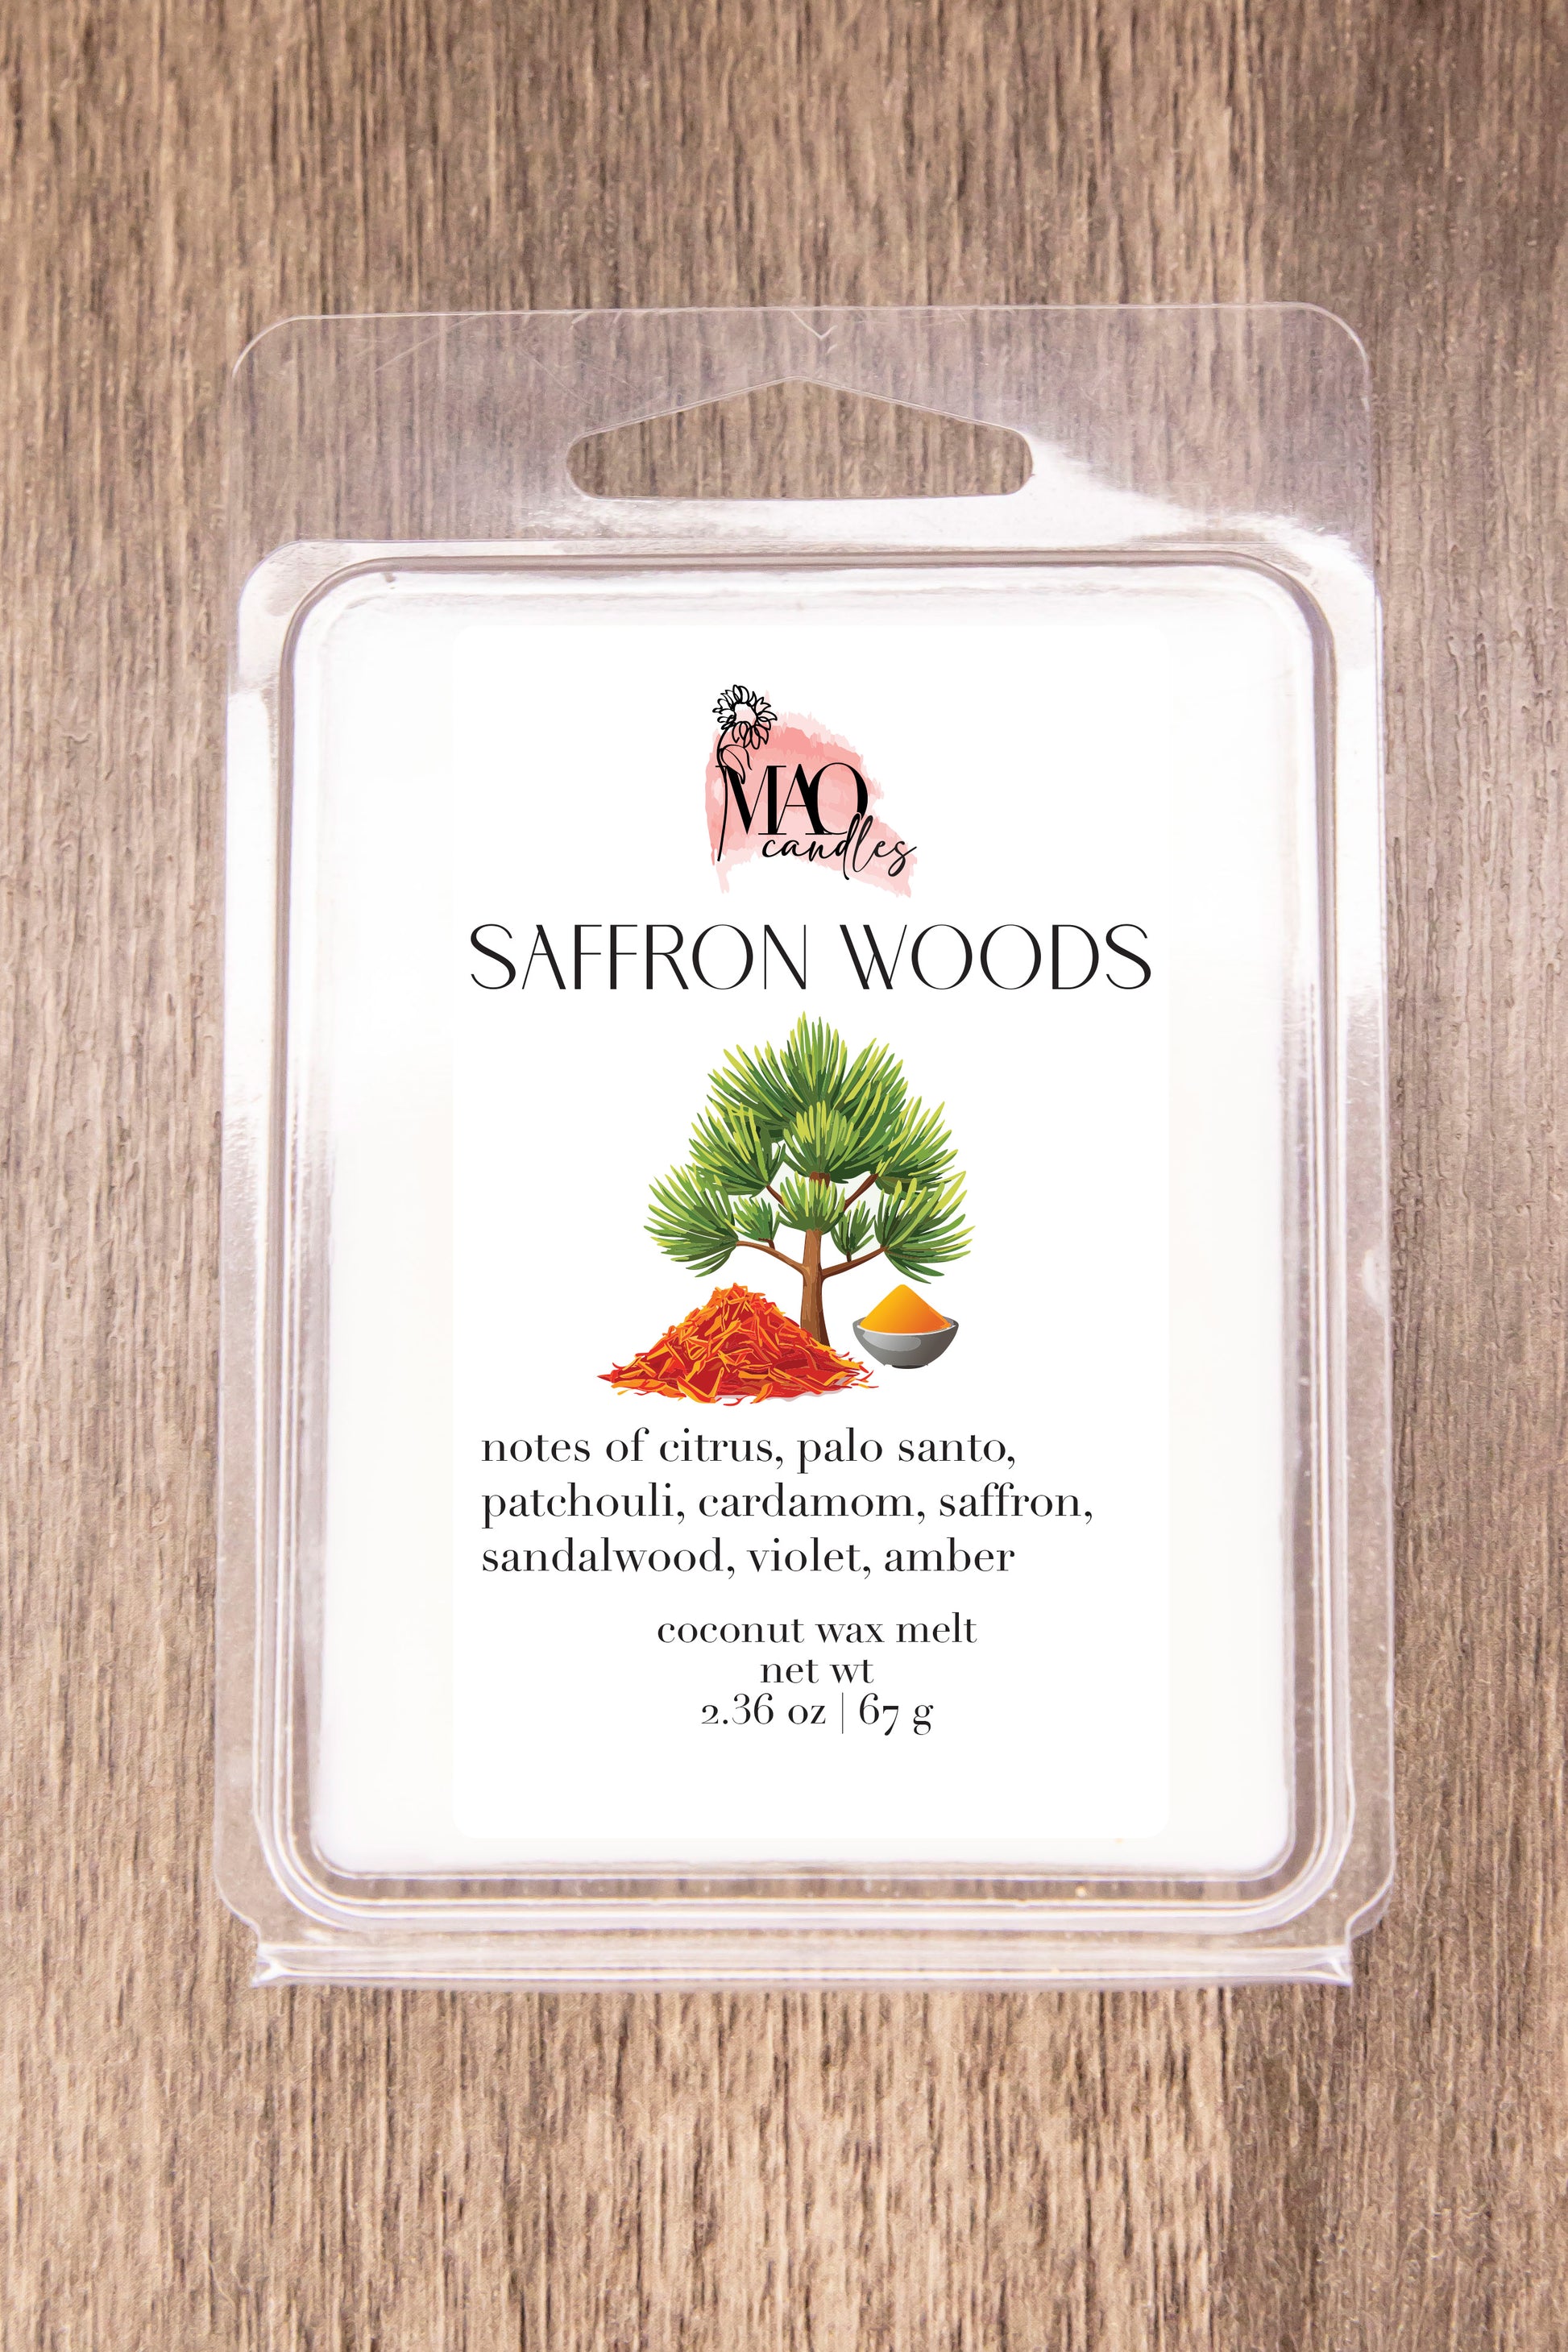 MAO
candles
SAFFRON WOODS
notes of citrus, palo santo,
patchouli, cardamom, saffron,
sandalwood, violet, amber
coconut wax melt
net wt
2.36 oz | 67 g